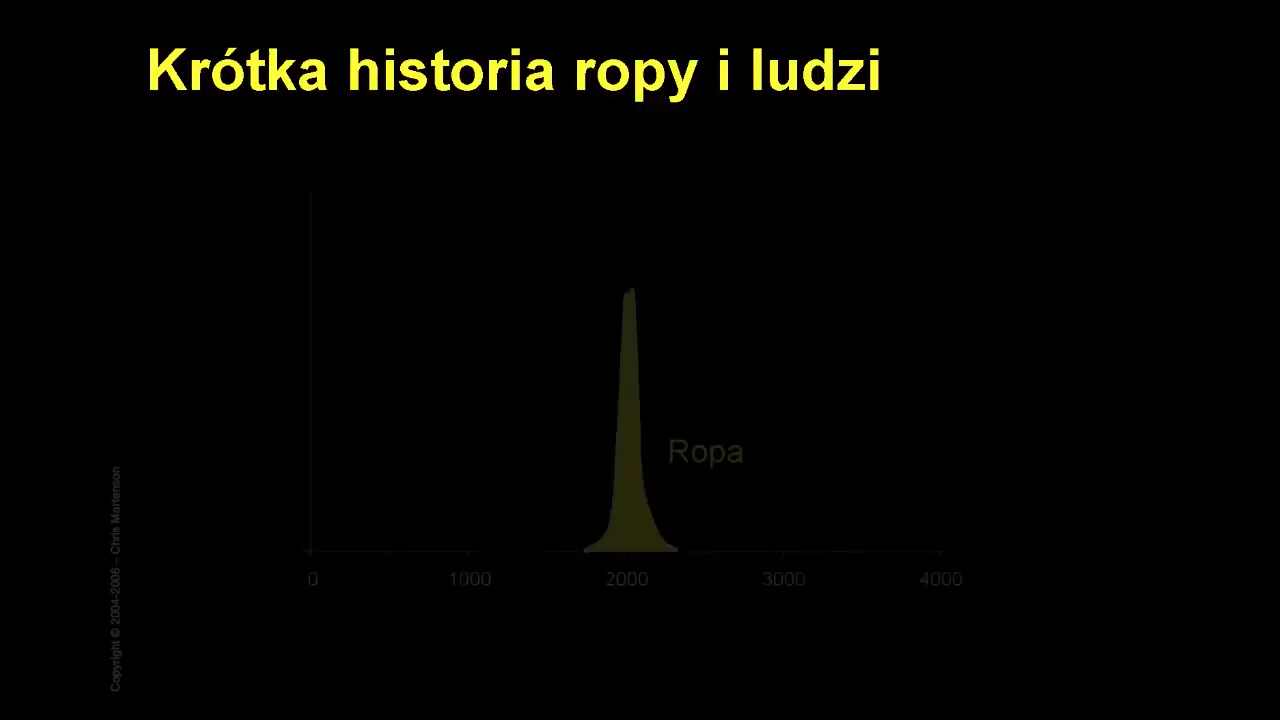 Krótka historia ropy i ludzi
Ropa
0 1000 2000 3000 4000
Copyright © 2004-2008 – Chris Martenson